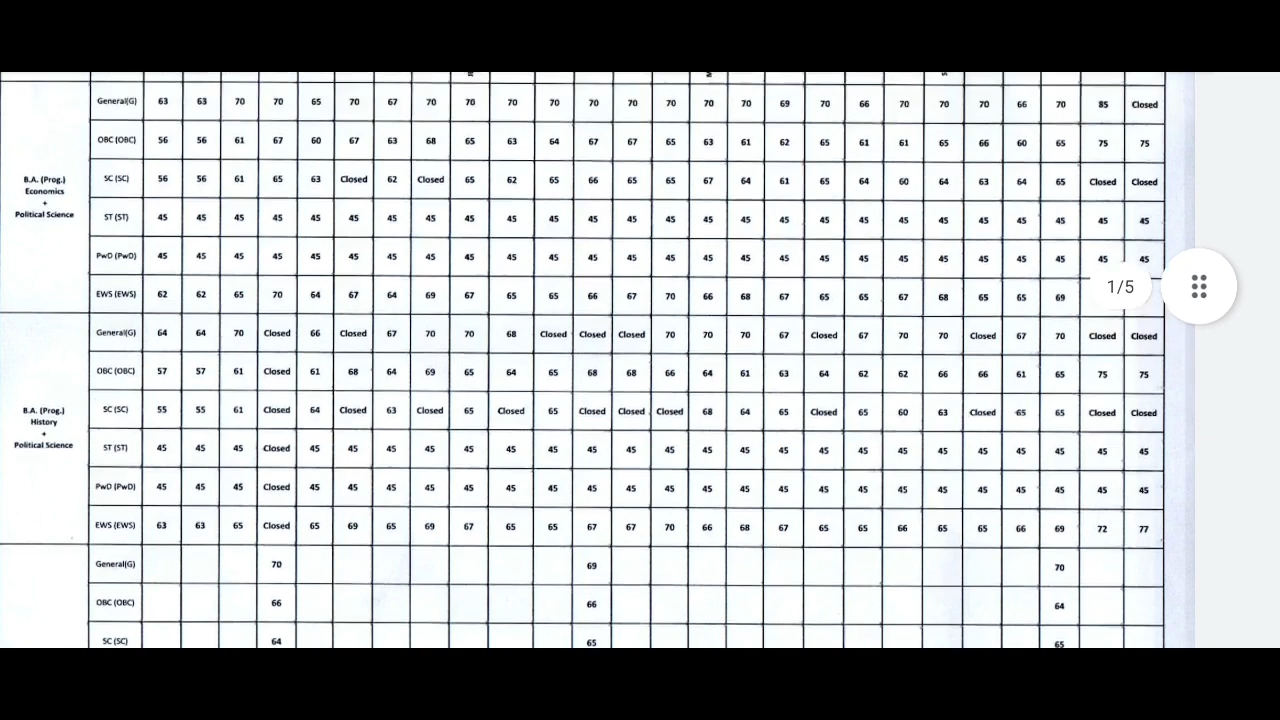 General(G) 63 63 70 70 65 70 67 70 70 70 70 70 70 70 70 70 69 70 66 70 70 70 66 70 85 Closed
OBC (OBC) 56 56 61 67 60 67 63 68 65 63 64 67 67 65 63 61 62 65 61 61 65 66 60 65 75 75
B.A. (Prog.)
Economics
+
Political Science
SC (SC) 56 56 61 65 63 Closed 62 Closed 65 62 65 66 65 65 67 64 61 65 64 60 64 63 64 65 Closed Closed
ST (ST) 45 45 45 45 45 45 45 45 45 45 45 45 45 45 45 45 45 45 45 45 45 45 45 45 45 45
PwD (PwD) 45 45 45 45 45 45 45 45 45 45 45 45 45 45 45 45 45 45 45 45 45 45 45 45 45 45
EWS (EWS) 62 62 65 70 64 67 64 69 67 65 65 66 67 70 66 68 67 65 65 67 68 65 65 69
1/5
General(G) 64 64 70 Closed 66 Closed 67 70 70 68 Closed Closed Closed 70 70 70 67 Closed 67 70 70 Closed 67 70 Closed Closed
OBC (OBC) 57 57 61 Closed 61 68 64 69 65 64 65 68 68 66 64 61 63 64 62 62 66 66 61 65 75 75
B.A. (Prog.)
History
+
Political Science
SC (SC) 55 55 61 Closed 64 Closed 63 Closed 65 Closed 65 Closed Closed Closed 68 64 65 Closed 65 60 63 Closed 65 65 Closed Closed
ST (ST) 45 45 45 Closed 45 45 45 45 45 45 45 45 45 45 45 45 45 45 45 45 45 45 45 45 45 45
PwD (PwD) 45 45 45 Closed 45 45 45 45 45 45 45 45 45 45 45 45 45 45 45 45 45 45 45 45 45 45
EWS (EWS) 63 63 65 Closed 65 69 65 69 67 65 65 67 67 70 66 68 67 65 65 66 65 65 66 69 72 77
General(G) 70 69 70
OBC (OBC) 66 66 64
SC (SC) 64 65 65